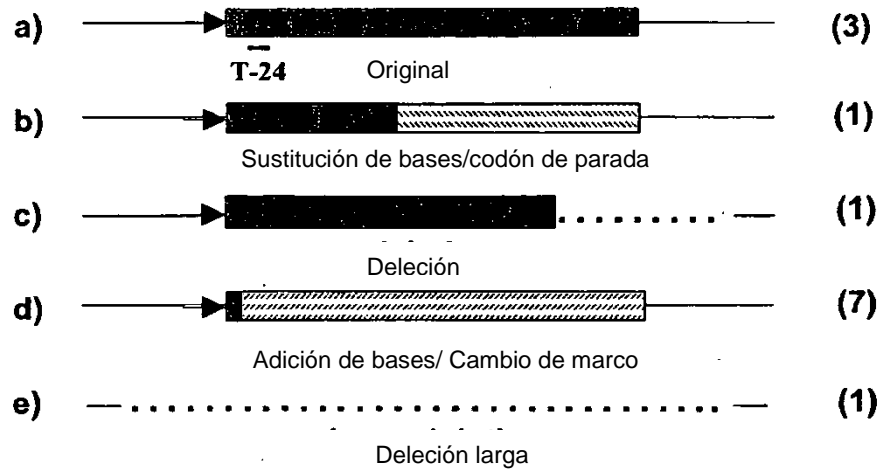 a) (3)
T-24 Original
b) (1)
Sustitución de bases/codón de parada
c) (1)
Deleción
d) (7)
Adición de bases/ Cambio de marco
e) (1)
Deleción larga